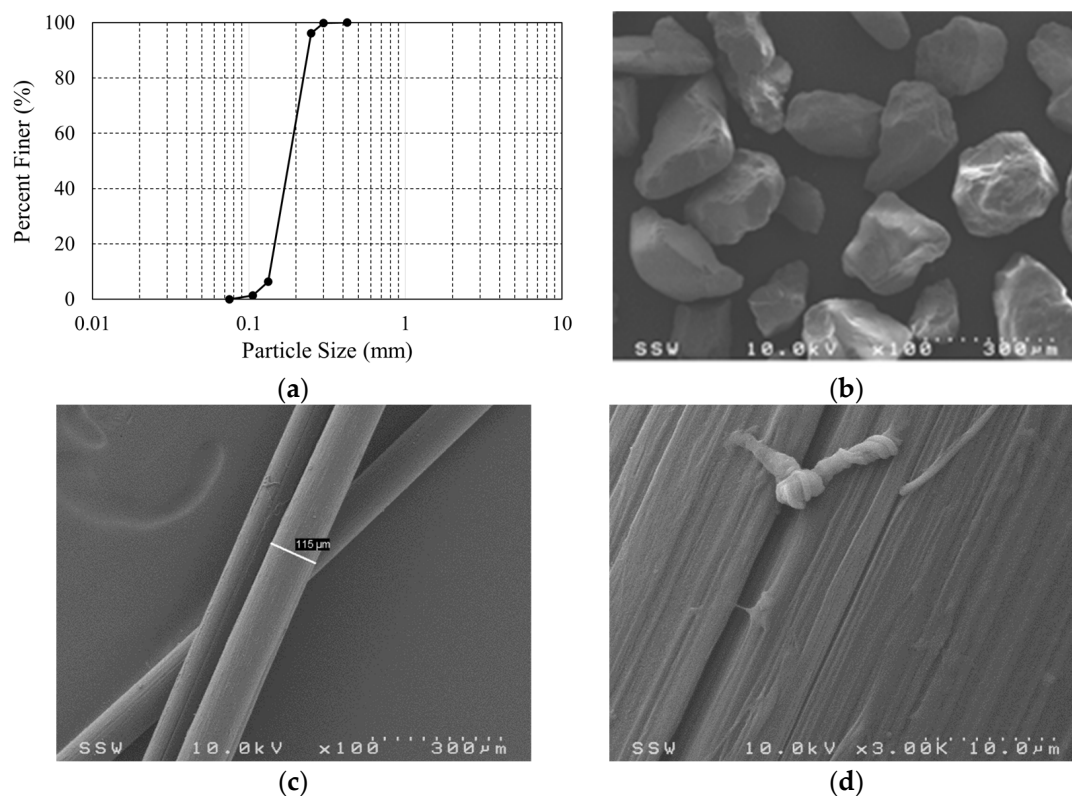 100
80
60
40
20
0
0.01 0.1 1 10
Percent Finer (%)
Particle Size (mm)
(a)
SSW 10.0kV x100 300µm
(b)
115 µm
SSW 10.0kV x100 300µm
(c)
SSW 10.0kV x3.00K 10.0µm
(d)